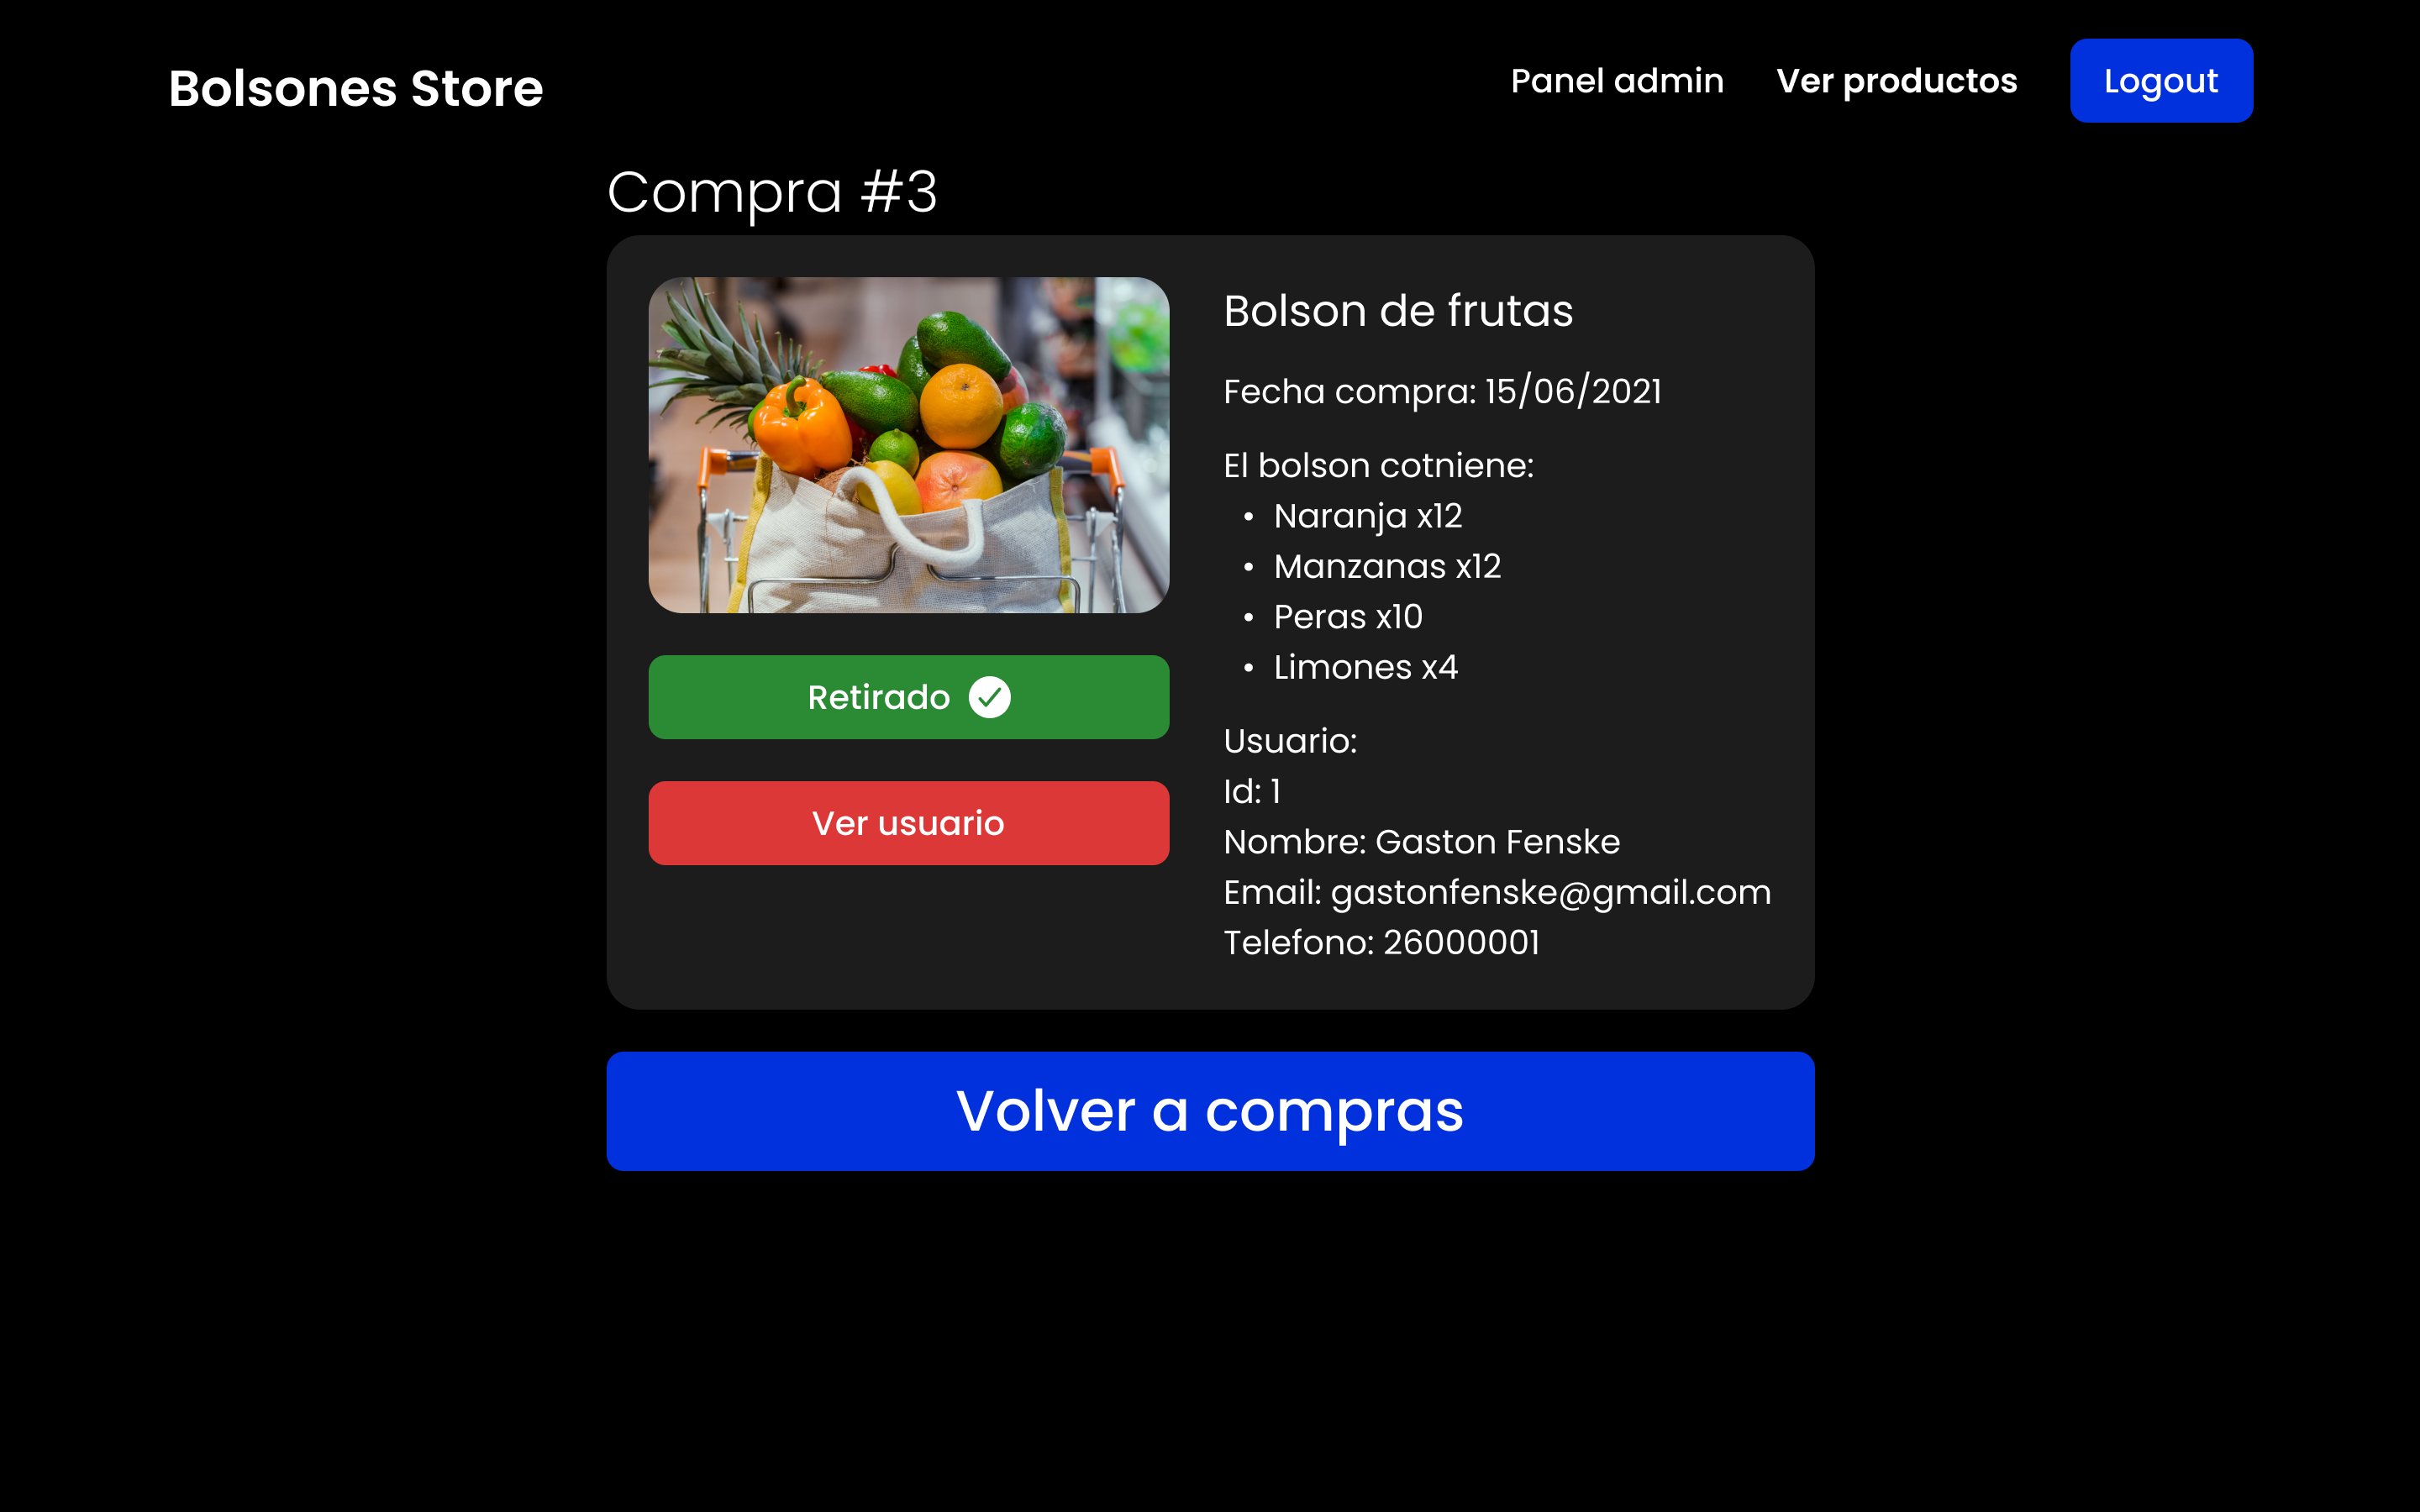 Bolsones Store
Panel admin
Ver productos
Logout
Compra #3
Bolson de frutas
Fecha compra: 15/06/2021
El bolson cotniene:
• Naranja x12
• Manzanas x12
• Peras x10
• Limones x4
Retirado
Ver usuario
Usuario:
Id: 1
Nombre: Gaston Fenske
Email: gastonfenske@gmail.com
Telefono: 26000001
Volver a compras